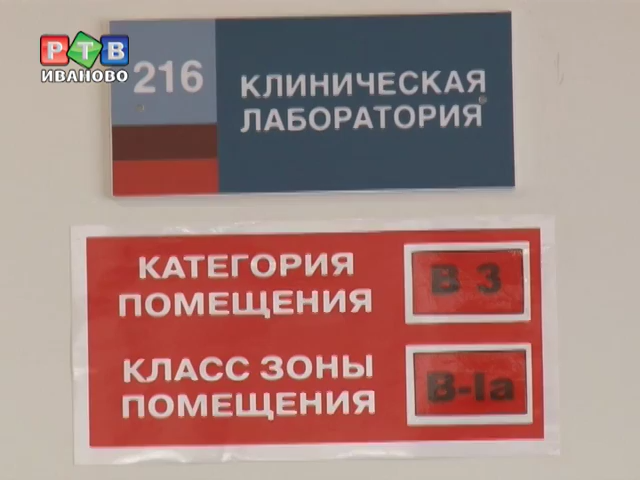 РТВ
ИВАНОВО
216
КЛИНИЧЕСКАЯ
ЛАБОРАТОРИЯ
КАТЕГОРИЯ
ПОМЕЩЕНИЯ
В 3
КЛАСС ЗОНЫ
ПОМЕЩЕНИЯ
В-Iа